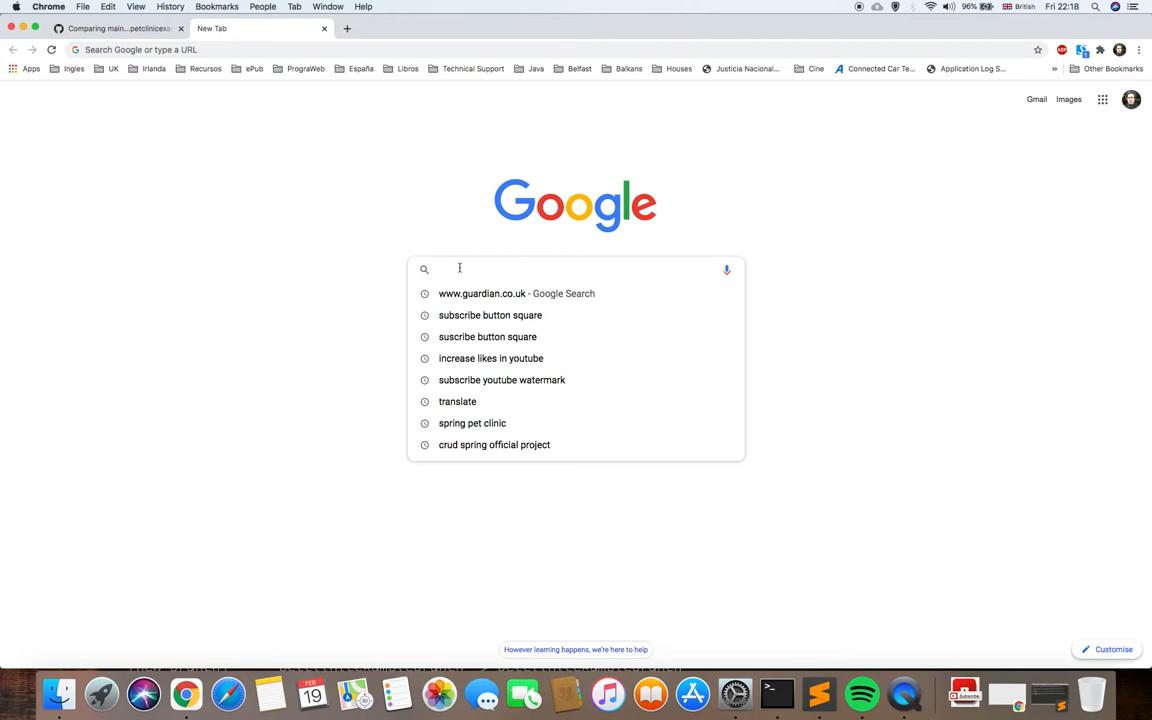 Chrome File Edit View History Bookmarks People Tab Window Help 96% British Fri 22:18
Comparing main...petclinicexa New Tab
Search Google or type a URL
Apps Ingles UK Irlanda Recursos ePub PrograWeb España Libros Technical Support Java Belfast Balkans Houses Justicia Nacional... Cine Connected Car Te... Application Log S... » Other Bookmarks
Gmail Images
Google
www.guardian.co.uk - Google Search
subscribe button square
suscribe button square
increase likes in youtube
subscribe youtube watermark
translate
spring pet clinic
crud spring official project
However learning happens, we're here to help
Customise
19